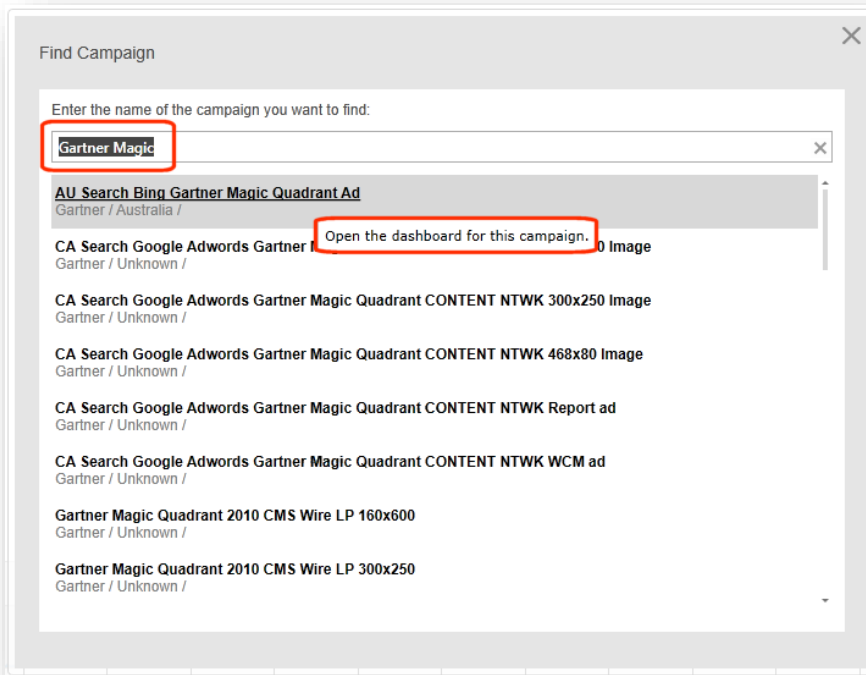 Find Campaign
Enter the name of the campaign you want to find:
Gartner Magic
AU Search Bing Gartner Magic Quadrant Ad
Gartner / Australia /
Open the dashboard for this campaign.
CA Search Google Adwords Gartner 0 Image
Gartner / Unknown /
CA Search Google Adwords Gartner Magic Quadrant CONTENT NTWK 300x250 Image
Gartner / Unknown /
CA Search Google Adwords Gartner Magic Quadrant CONTENT NTWK 468x80 Image
Gartner / Unknown /
CA Search Google Adwords Gartner Magic Quadrant CONTENT NTWK Report ad
Gartner / Unknown /
CA Search Google Adwords Gartner Magic Quadrant CONTENT NTWK WCM ad
Gartner / Unknown /
Gartner Magic Quadrant 2010 CMS Wire LP 160x600
Gartner / Unknown /
Gartner Magic Quadrant 2010 CMS Wire LP 300x250
Gartner / Unknown /